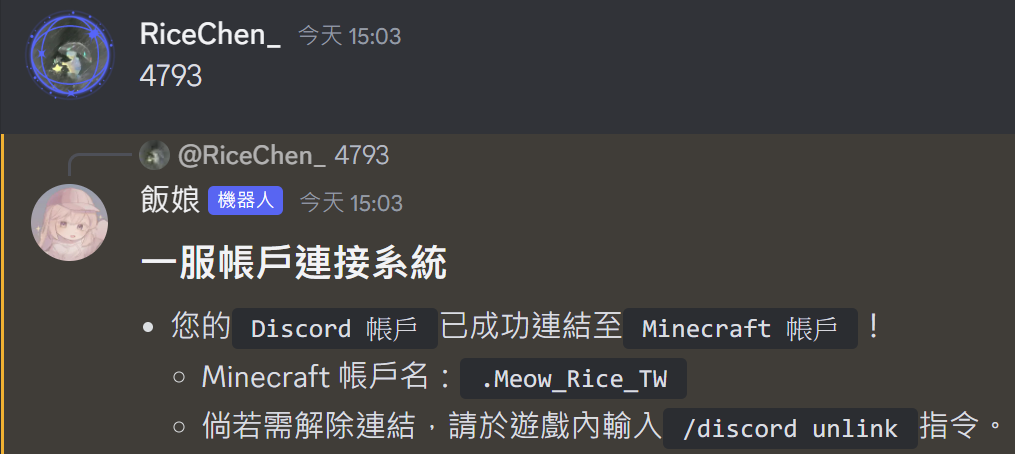 RiceChen_ 今天 15:03
4793
@RiceChen_ 4793
飯娘 機器人 今天 15:03
一服帳戶連接系統
• 您的 Discord 帳戶 已成功連結至 Minecraft 帳戶 !
○ Minecraft 帳戶名： .Meow_Rice_TW
○ 倘若需解除連結，請於遊戲內輸入 /discord unlink 指令。